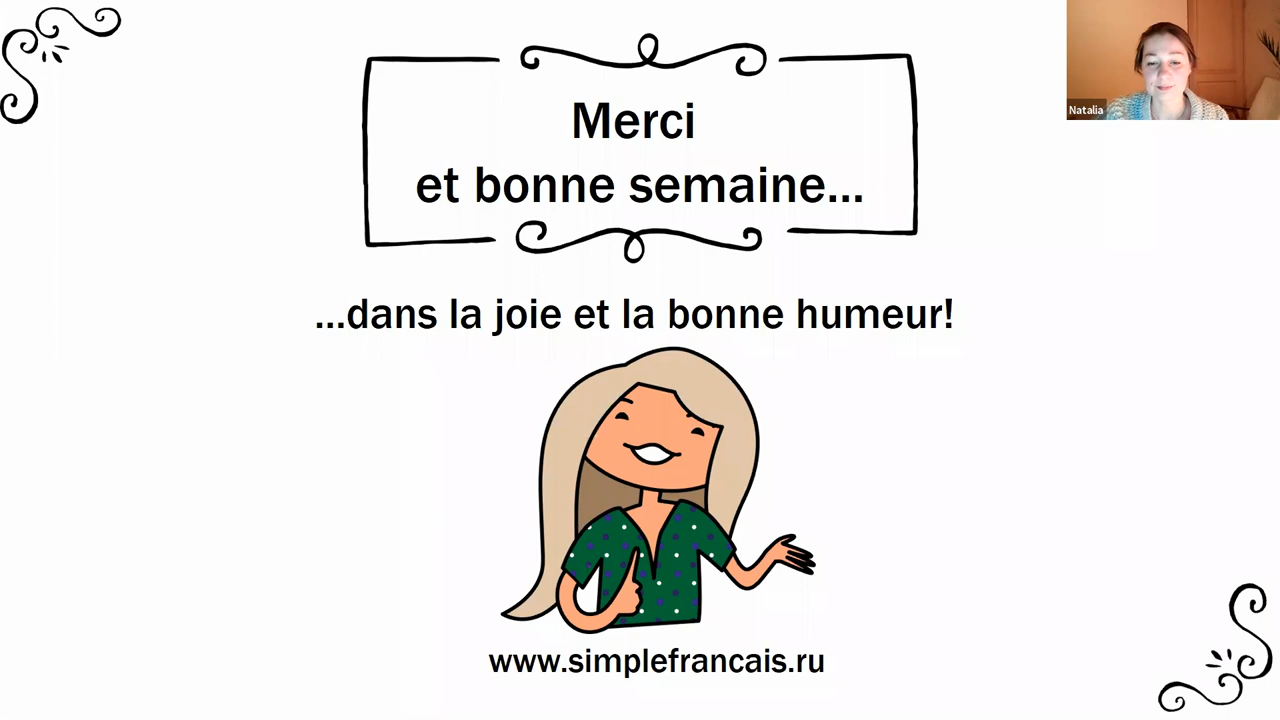 Merci
et bonne semaine...
...dans la joie et la bonne humeur!
www.simplefrancais.ru
Natalia